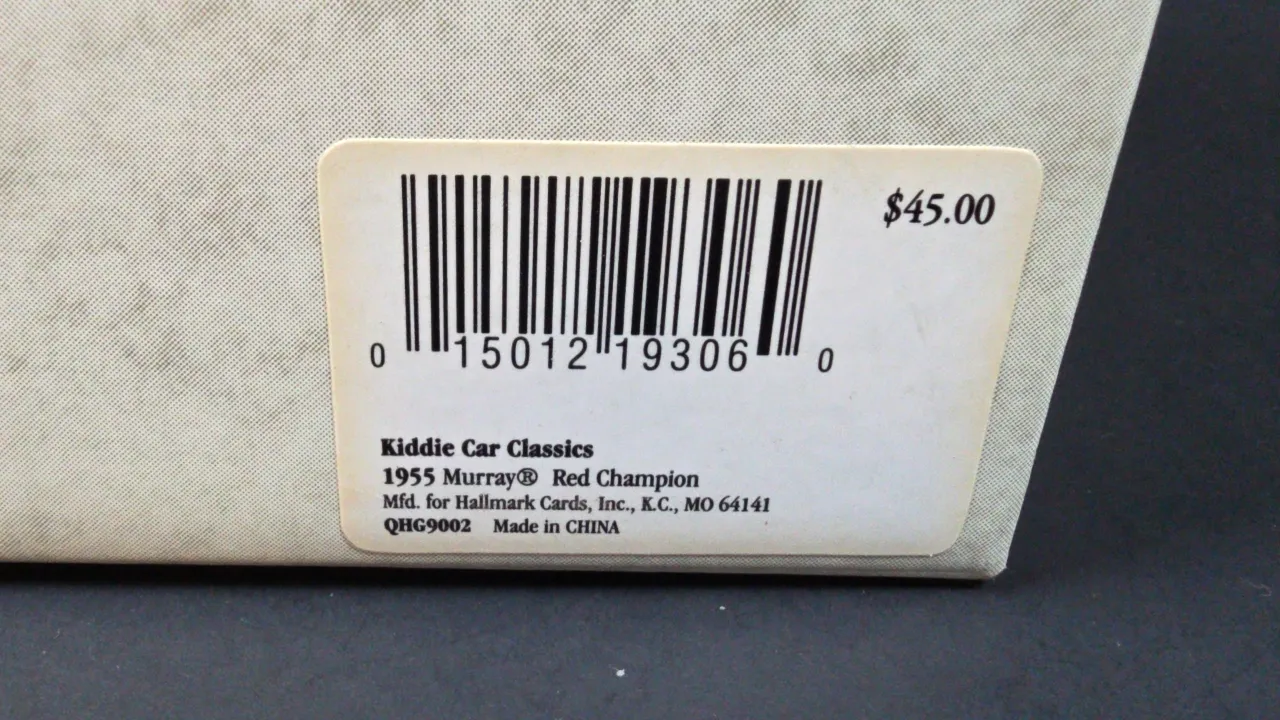 $45.00
0 15012 19306 0
Kiddie Car Classics
1955 Murray® Red Champion
Mfd. for Hallmark Cards, Inc., K.C., MO 64141
QHG9002 Made in CHINA